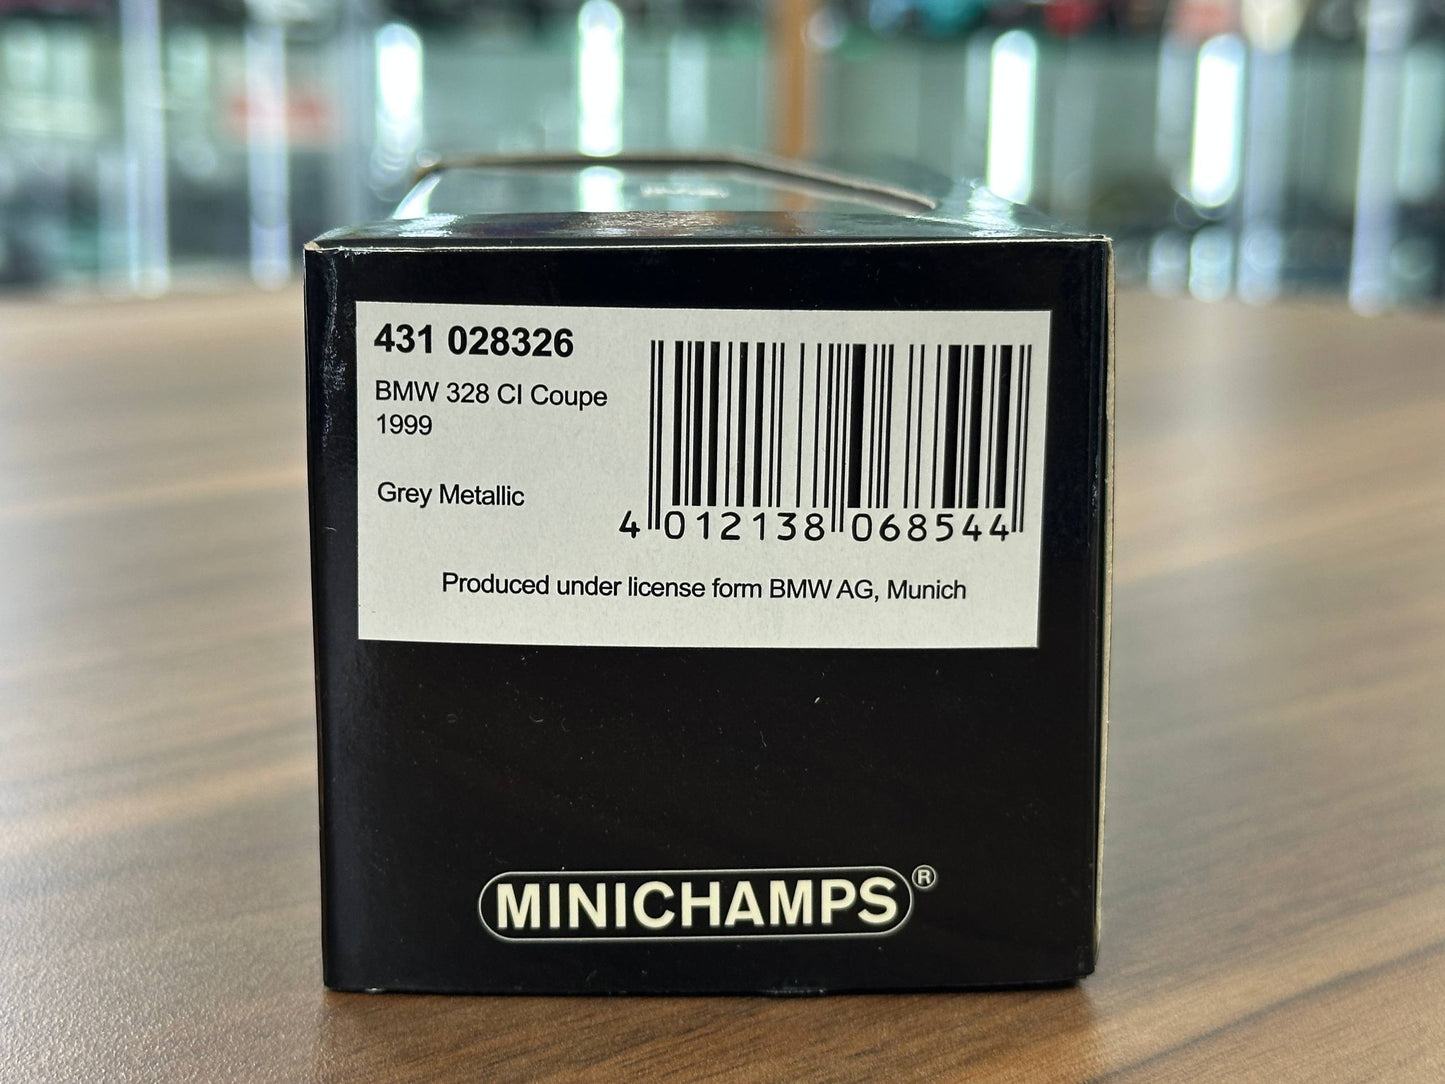 431 028326
BMW 328 CI Coupe
1999
Grey Metallic
4 012138 068544
Produced under license form BMW AG, Munich
MINICHAMPS®